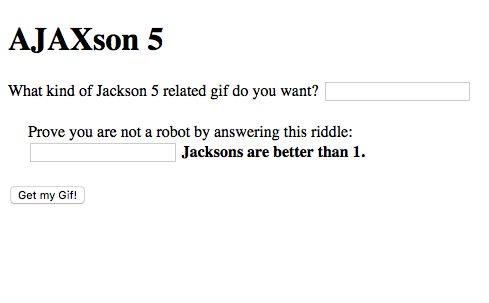 AJAXson 5
What kind of Jackson 5 related gif do you want?
Prove you are not a robot by answering this riddle:
Jacksons are better than 1.
Get my Gif!